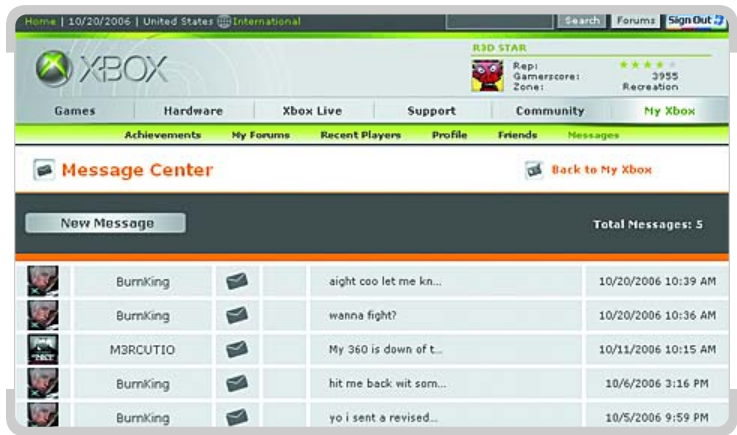 Home | 10/20/2006 | United States International Search Forums Sign Out
XBOX
R3D STAR
Rep:
Gamerscore: 3955
Zone: Recreation
Games Hardware Xbox Live Support Community My Xbox
Achievements My Forums Recent Players Profile Friends Messages
Message Center Back to My Xbox
New Message Total Messages: 5
BurnKing aight coo let me kn... 10/20/2006 10:39 AM
BurnKing wanna fight? 10/20/2006 10:36 AM
M3RCUTIO My 360 is down of t... 10/11/2006 10:15 AM
BurnKing hit me back wit som... 10/6/2006 3:16 PM
BurnKing yo i sent a revised... 10/5/2006 9:59 PM